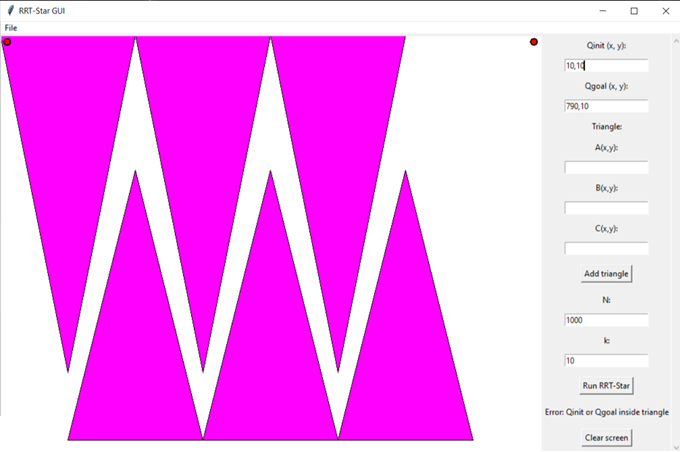 RRT-Star GUI
File
Qinit (x, y):
10,10
Qgoal (x, y):
790,10
Triangle:
A(x,y):
B(x,y):
C(x,y):
Add triangle
N:
1000
k:
10
Run RRT-Star
Error: Qinit or Qgoal inside triangle
Clear screen